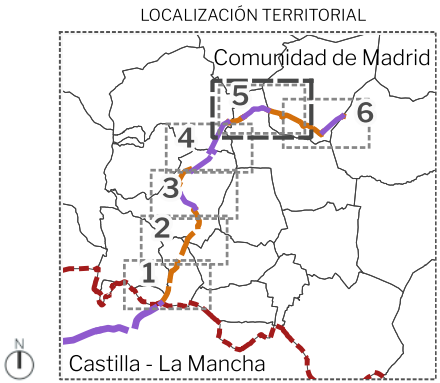 LOCALIZACIÓN TERRITORIAL
Comunidad de Madrid
5
6
4
3
2
1
N
Castilla - La Mancha